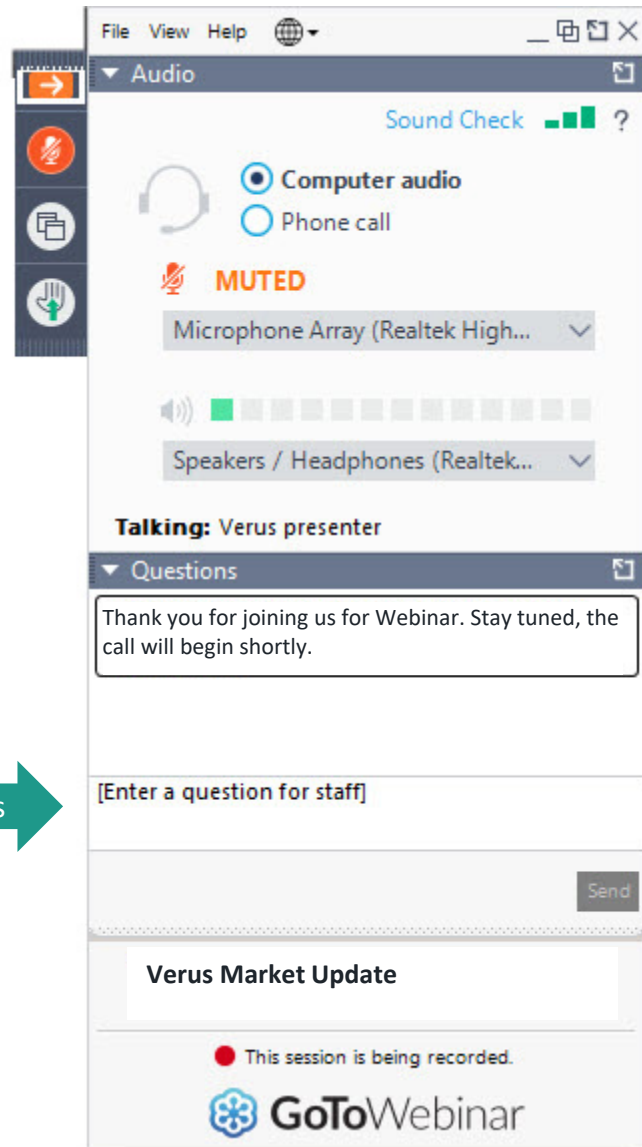 File View Help
Audio
Sound Check ?
Computer audio
Phone call
MUTED
Microphone Array (Realtek High...
Speakers / Headphones (Realtek...
Talking: Verus presenter
Questions
Thank you for joining us for Webinar. Stay tuned, the
call will begin shortly.
s
[Enter a question for staff]
Send
Verus Market Update
This session is being recorded.
GoToWebinar